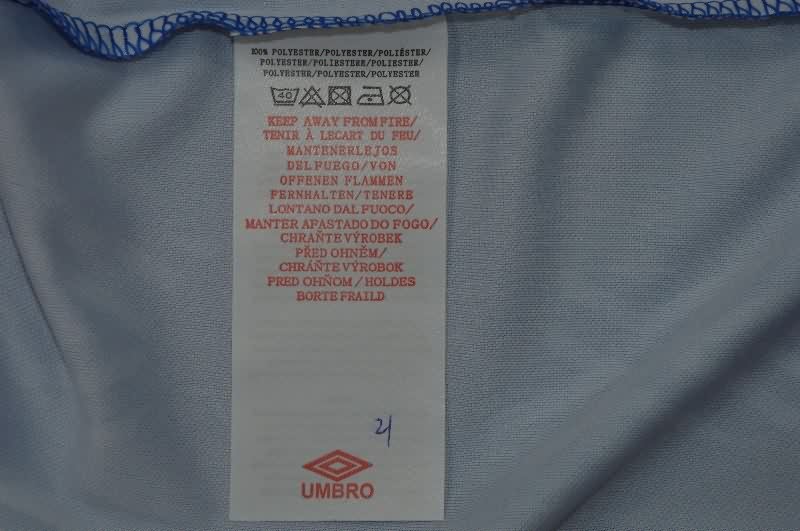 100% POLYESTER/POLYESTER/POLIÉSTER/
POLYESTER/POLIESTERE/POLIÉSTER/
POLYESTER/POLYESTER/POLYESTER
40
KEEP AWAY FROM FIRE/
TENIR À LECART DU FEU/
MANTENERLEJOS
DEL FUEGO/VON
OFFENEN FLAMMEN
FERNHALTEN/TENERE
LONTANO DAL FUOCO/
MANTER AFASTADO DO FOGO/
CHRAŇTE VÝROBEK
PŘED OHNĚM/
CHRÁŇTE VÝROBOK
PRED OHŇOM/HOLDES
BORTE FRAILD
21
UMBRO